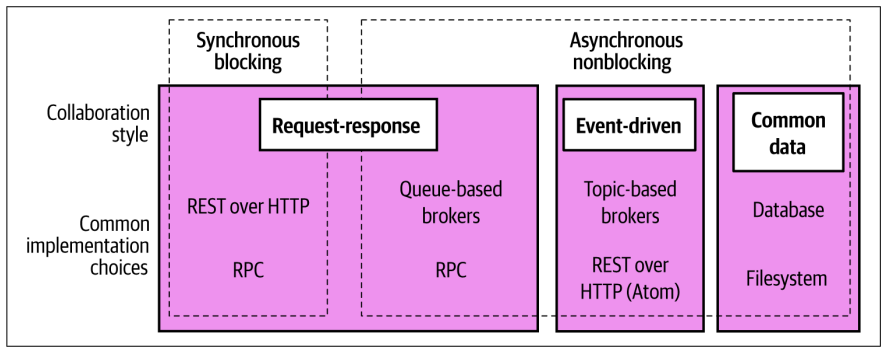 Synchronous
blocking
Asynchronous
nonblocking
Collaboration
style
Request-response
Event-driven
Common
data
Common
implementation
choices
REST over HTTP
RPC
Queue-based
brokers
RPC
Topic-based
brokers
REST over
HTTP (Atom)
Database
Filesystem